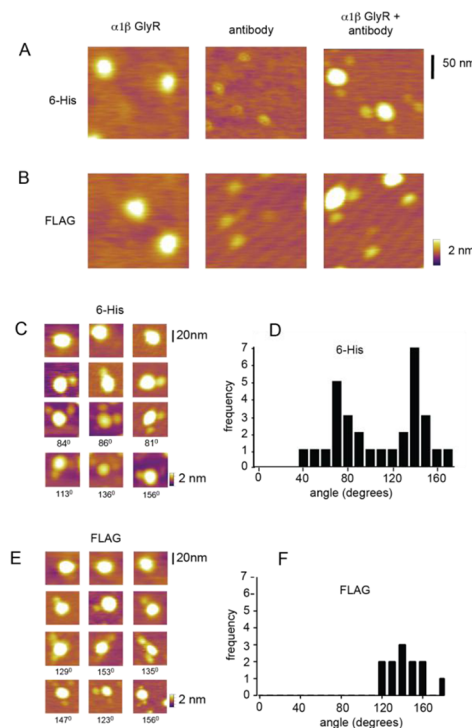 α1β GlyR antibody α1β GlyR +
antibody
A
6-His
50 nm
B
FLAG
2 nm
C
6-His
20nm
84⁰ 86⁰ 81⁰
113⁰ 136⁰ 156⁰
2 nm
D
6-His
frequency
7
6
5
4
3
2
1
0
0 40 80 120 160
angle (degrees)
E
FLAG
20nm
129⁰ 153⁰ 135⁰
147⁰ 123⁰ 156⁰
2 nm
F
FLAG
frequency
7
6
5
4
3
2
1
0
0 40 80 120 160
angle (degrees)